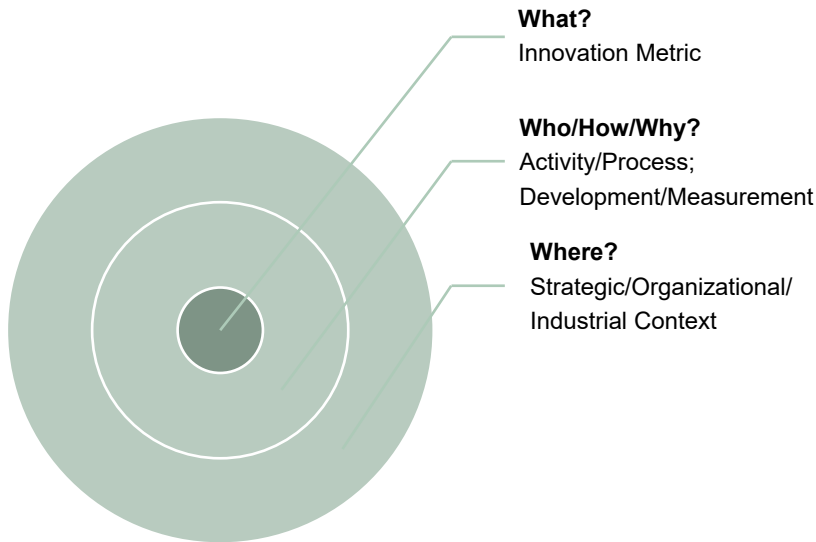 What?
Innovation Metric
Who/How/Why?
Activity/Process;
Development/Measurement
Where?
Strategic/Organizational/
Industrial Context